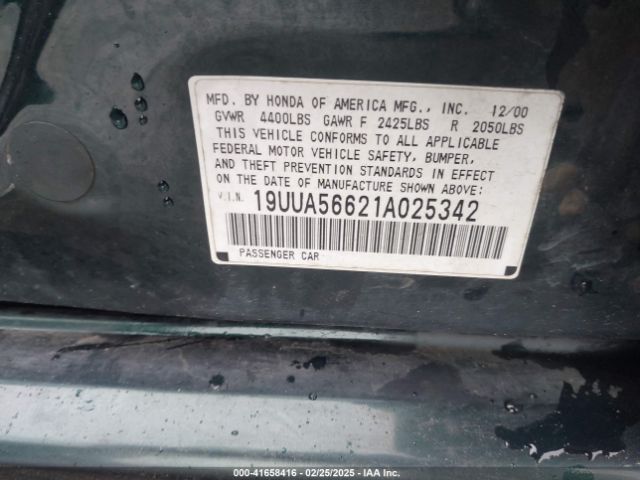 MFD. BY HONDA OF AMERICA MFG., INC. 12/00
GVWR 4400LBS GAWR F 2425LBS R 2050LBS
THIS VEHICLE CONFORMS TO ALL APPLICABLE
FEDERAL MOTOR VEHICLE SAFETY, BUMPER,
AND THEFT PREVENTION STANDARDS IN EFFECT
ON THE DATE OF MANUFACTURE SHOWN ABOVE:
V.I.N. 19UUA56621A025342
PASSENGER CAR
000-41658416 - 02/25/2025 - IAA Inc.